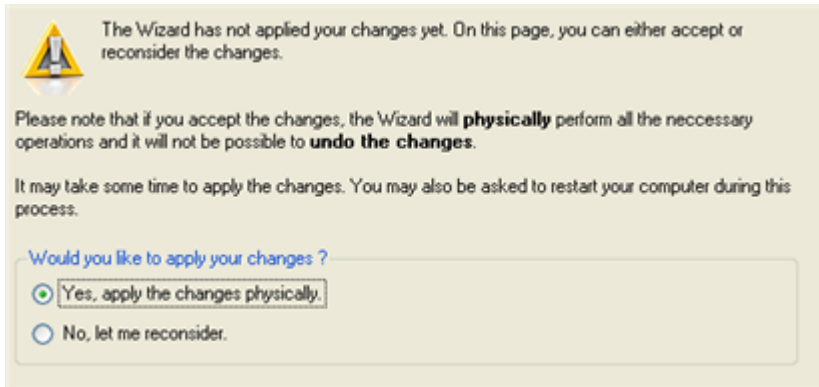 The Wizard has not applied your changes yet. On this page, you can either accept or
reconsider the changes.
Please note that if you accept the changes, the Wizard will physically perform all the neccessary
operations and it will not be possible to undo the changes.
It may take some time to apply the changes. You may also be asked to restart your computer during this
process.
Would you like to apply your changes ?
Yes, apply the changes physically.
No, let me reconsider.